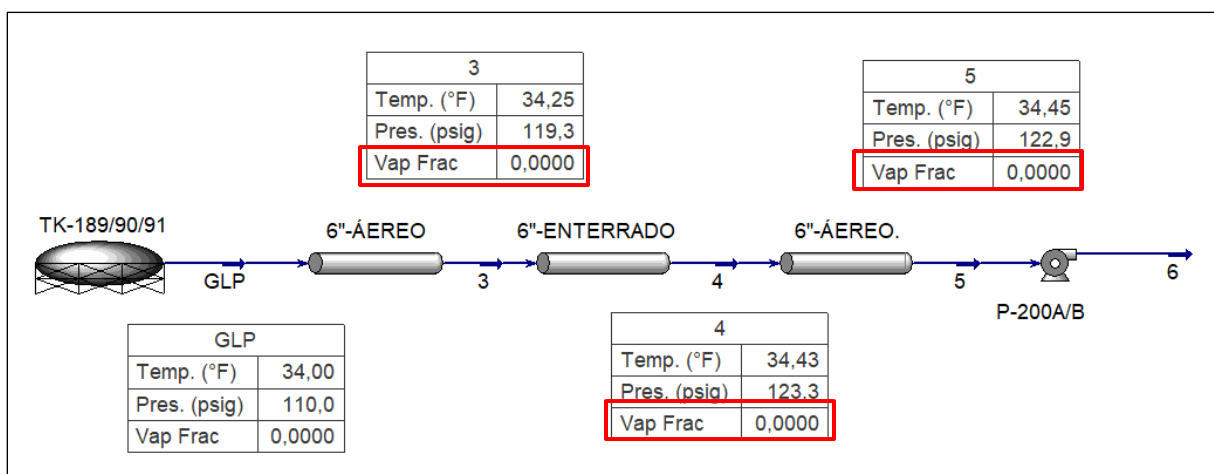 3
Temp. (°F) 34,25
Pres. (psig) 119,3
Vap Frac 0,0000
5
Temp. (°F) 34,45
Pres. (psig) 122,9
Vap Frac 0,0000
TK-189/90/91
6"-ÁEREO
6"-ENTERRADO
6"-ÁEREO.
GLP
3
4
5
6
P-200A/B
GLP
Temp. (°F) 34,00
Pres. (psig) 110,0
Vap Frac 0,0000
4
Temp. (°F) 34,43
Pres. (psig) 123,3
Vap Frac 0,0000